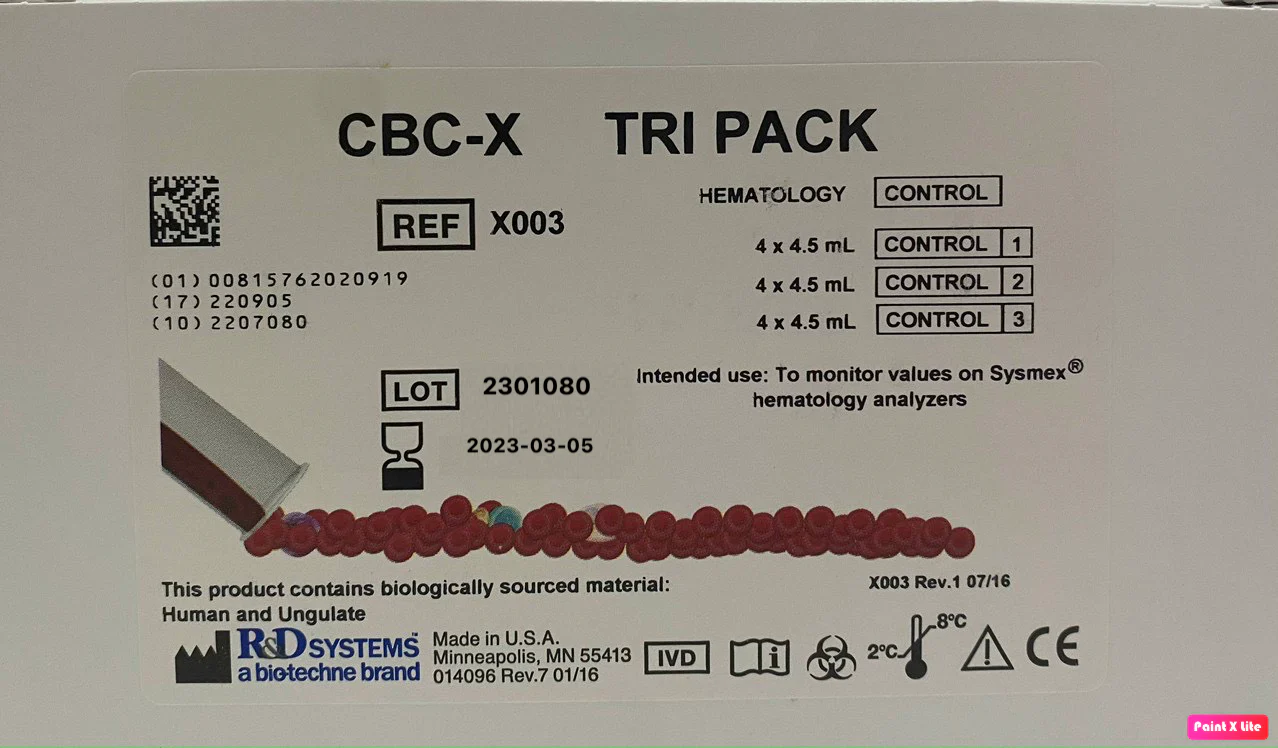 CBC-X TRI PACK
HEMATOLOGY CONTROL
REF X003
4 x 4.5 mL CONTROL 1
4 x 4.5 mL CONTROL 2
4 x 4.5 mL CONTROL 3
(01) 00815762020919
(17) 220905
(10) 2207080
LOT 2301080
2023-03-05
Intended use: To monitor values on Sysmex®
hematology analyzers
This product contains biologically sourced material:
Human and Ungulate
X003 Rev.1 07/16
R&D SYSTEMS™
a biotechne brand
Made in U.S.A.
Minneapolis, MN 55413
014096 Rev.7 01/16
IVD
i
2°C
8°C
!
CE
Paint X lite